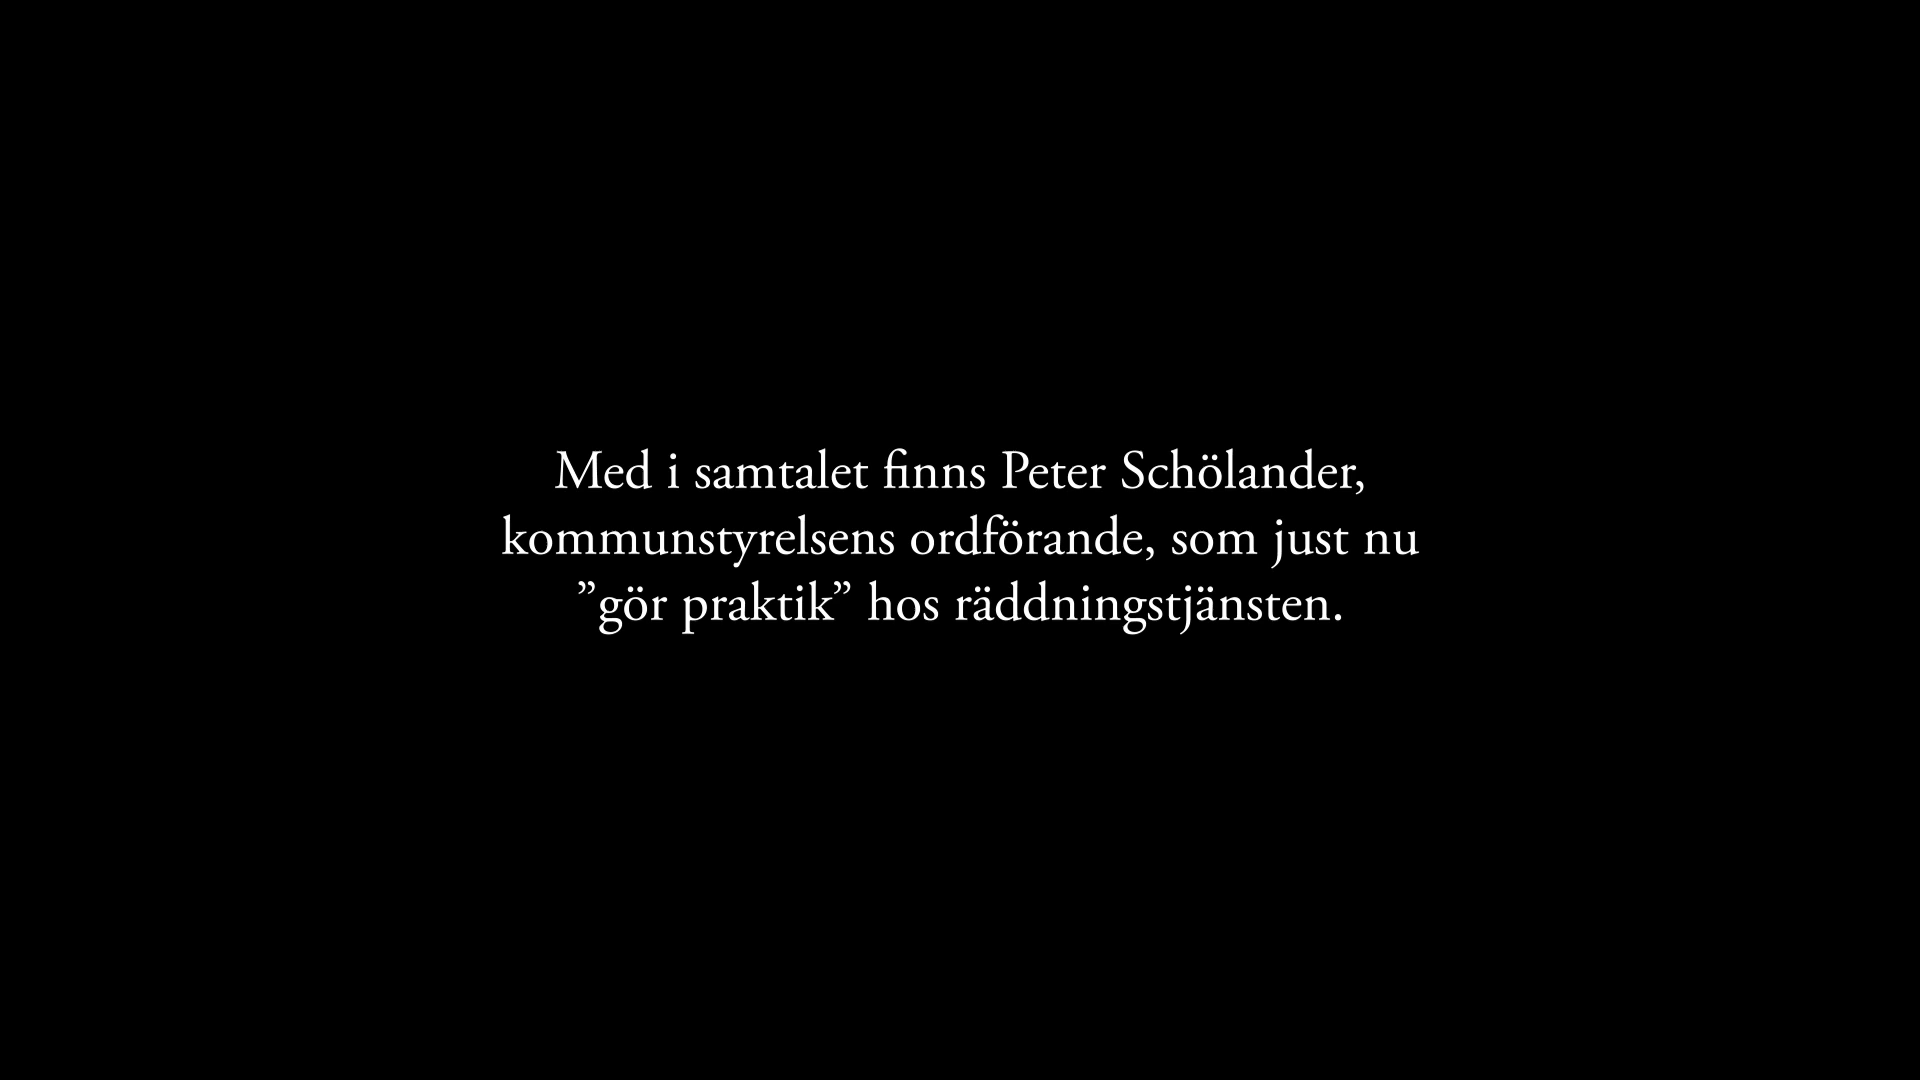 Med i samtalet finns Peter Schölander,
kommunstyrelsens ordförande, som just nu
”gör praktik” hos räddningstjänsten.